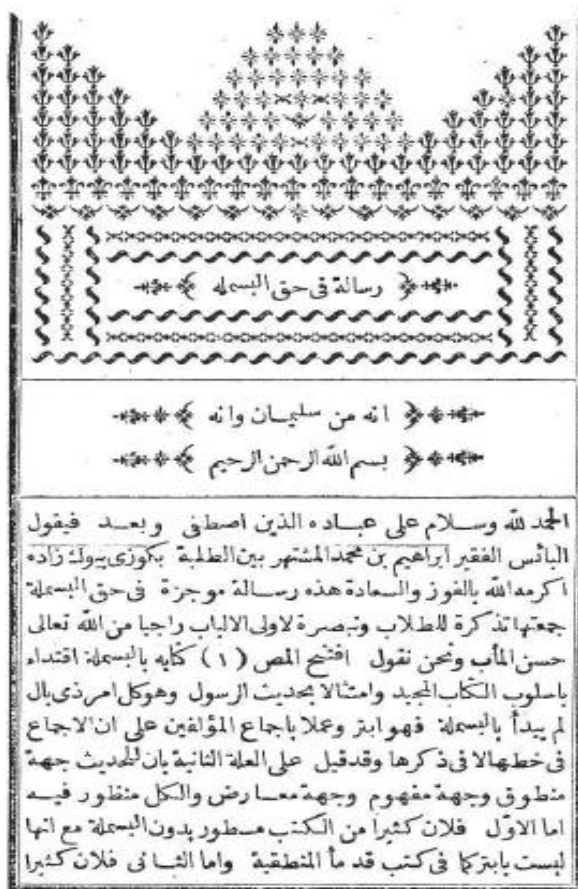 رسالة فى حق البسمله
انه من سليمان وانه
بسم الله الرحمن الرحيم
الحمد لله وسلام على عباده الذين اصطفى وبعد فيقول
البائس الفقير ابراهيم بن محمد المشتهر بين الطلبة بكوزى بيوك زاده
اكرمه الله بالفوز والسعادة هذه رسالة موجزة فى حق البسملة
جمعتها تذكرة للطلاب وتبصرة لاولى الالباب راجيا من الله تعالى
حسن المأب ونحن نقول افتتح المص (١) كتابه بالبسملة اقتداء
باسلوب الكتاب المجيد وامتثالا بحديث الرسول وهو كل امر ذى بال
لم يبدأ بالبسملة فهو ابتر وعملا باجماع المؤلفين على ان الاجماع
فى خطها لا فى ذكرها وقد قيل على العلة الثانية بان للحديث جهة
منطوق وجهة مفهوم وجهة معارض والكل منظور فيه
اما الاول فلان كثيرا من الكتب مسطور بدون البسملة مع انها
ليست بابتر كما فى كتب قدمأ المنطقية واما الثانى فلان كثيرا